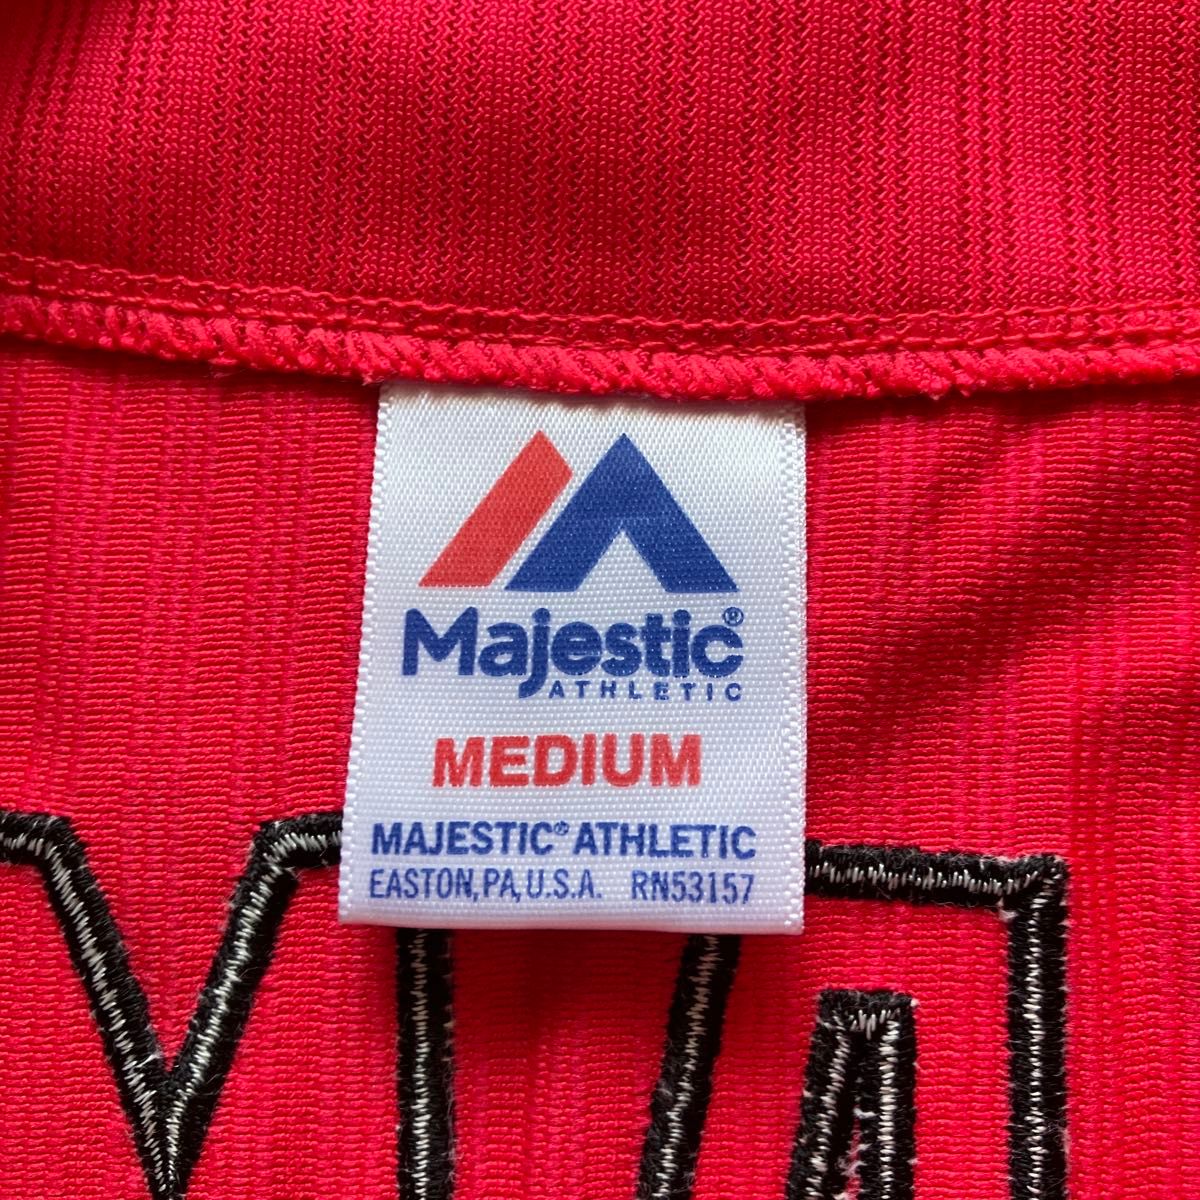 Majestic®
ATHLETIC
MEDIUM
MAJESTIC® ATHLETIC
EASTON, PA, U.S.A. RN53157